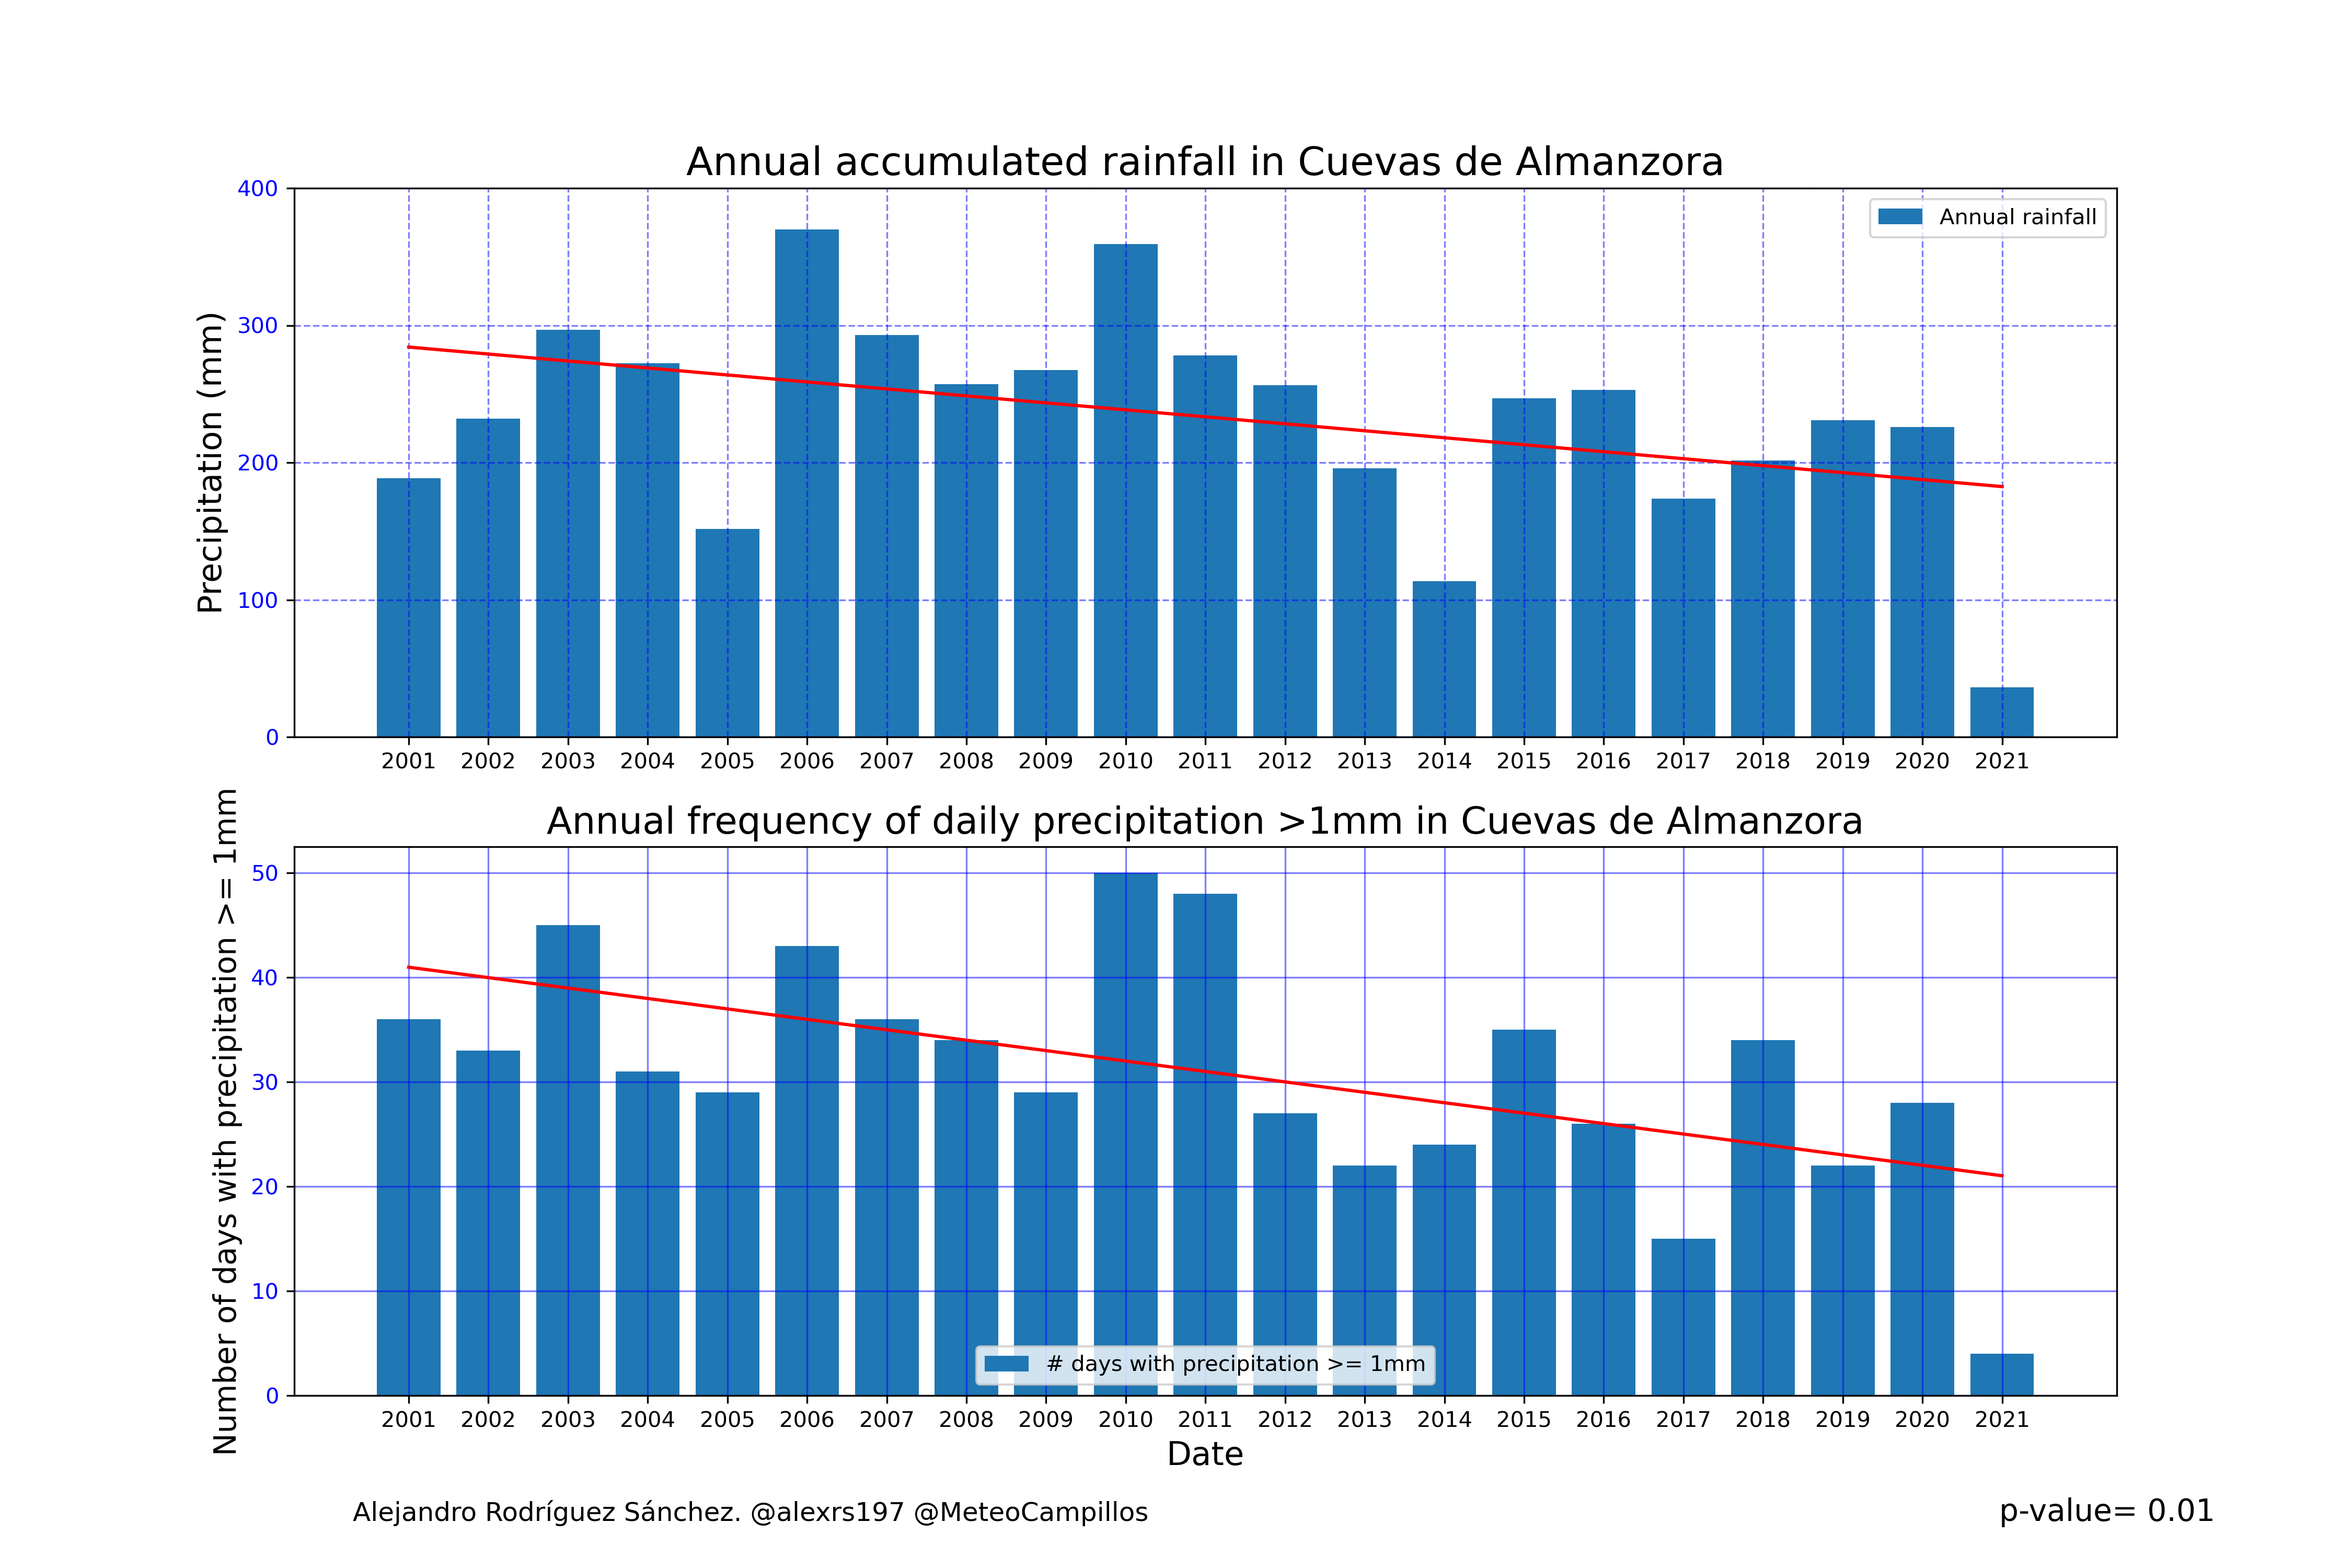 Annual accumulated rainfall in Cuevas de Almanzora
Precipitation (mm)
400
300
200
100
0
Annual rainfall
2001 2002 2003 2004 2005 2006 2007 2008 2009 2010 2011 2012 2013 2014 2015 2016 2017 2018 2019 2020 2021
Annual frequency of daily precipitation >1mm in Cuevas de Almanzora
Number of days with precipitation >= 1mm
50
40
30
20
10
0
# days with precipitation >= 1mm
2001 2002 2003 2004 2005 2006 2007 2008 2009 2010 2011 2012 2013 2014 2015 2016 2017 2018 2019 2020 2021
Date
Alejandro Rodríguez Sánchez. @alexrs197 @MeteoCampillos
p-value= 0.01